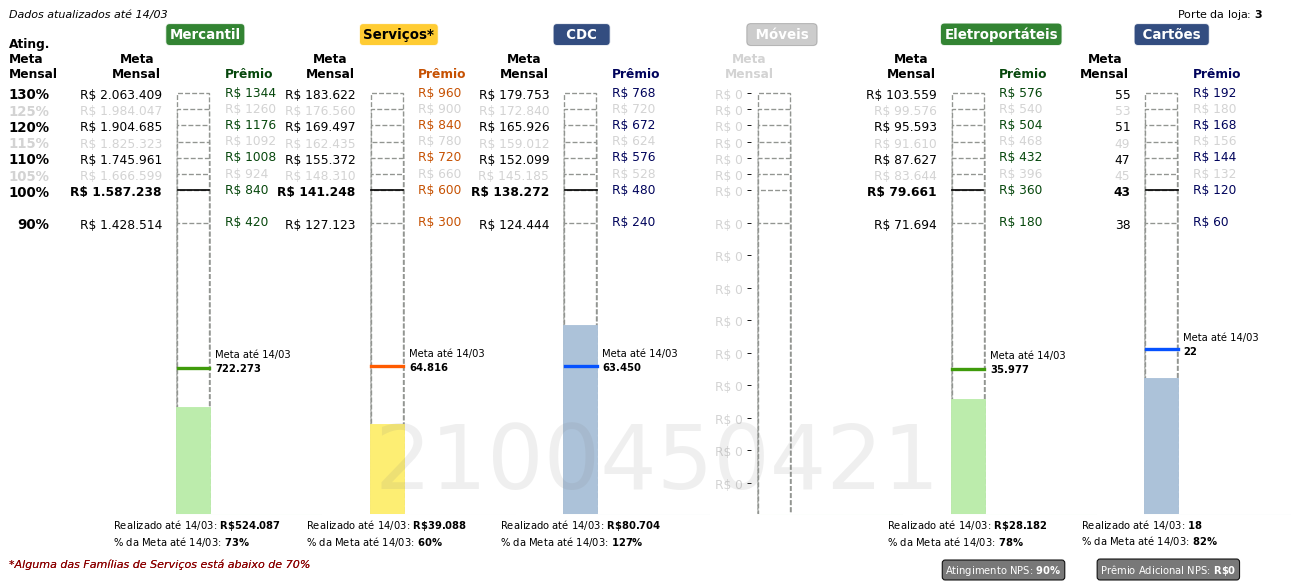 Dados atualizados até 14/03
Porte da loja: 3
Mercantil Serviços* CDC Móveis Eletroportáteis Cartões
Ating. Meta Mensal
Meta Mensal Prêmio Meta Mensal Prêmio Meta Mensal Prêmio Meta Mensal Meta Mensal Prêmio Meta Mensal Prêmio
130% R$ 2.063.409 R$ 1344 R$ 183.622 R$ 960 R$ 179.753 R$ 768 R$ 0 R$ 103.559 R$ 576 55 R$ 192
125% R$ 1.984.047 R$ 1260 R$ 176.560 R$ 900 R$ 172.840 R$ 720 R$ 0 R$ 99.576 R$ 540 53 R$ 180
120% R$ 1.904.685 R$ 1176 R$ 169.497 R$ 840 R$ 165.926 R$ 672 R$ 0 R$ 95.593 R$ 504 51 R$ 168
115% R$ 1.825.323 R$ 1092 R$ 162.435 R$ 780 R$ 159.012 R$ 624 R$ 0 R$ 91.610 R$ 468 49 R$ 156
110% R$ 1.745.961 R$ 1008 R$ 155.372 R$ 720 R$ 152.099 R$ 576 R$ 0 R$ 87.627 R$ 432 47 R$ 144
105% R$ 1.666.599 R$ 924 R$ 148.310 R$ 660 R$ 145.185 R$ 528 R$ 0 R$ 83.644 R$ 396 45 R$ 132
100% R$ 1.587.238 R$ 840 R$ 141.248 R$ 600 R$ 138.272 R$ 480 R$ 0 R$ 79.661 R$ 360 43 R$ 120
90% R$ 1.428.514 R$ 420 R$ 127.123 R$ 300 R$ 124.444 R$ 240 R$ 0 R$ 71.694 R$ 180 38 R$ 60
R$ 0
R$ 0
R$ 0
R$ 0
R$ 0
R$ 0
R$ 0
R$ 0
Meta até 14/03
722.273
Meta até 14/03
64.816
Meta até 14/03
63.450
Meta até 14/03
35.977
Meta até 14/03
22
2100450421
Realizado até 14/03: R$524.087
% da Meta até 14/03: 73%
Realizado até 14/03: R$39.088
% da Meta até 14/03: 60%
Realizado até 14/03: R$80.704
% da Meta até 14/03: 127%
Realizado até 14/03: R$28.182
% da Meta até 14/03: 78%
Realizado até 14/03: 18
% da Meta até 14/03: 82%
*Alguma das Famílias de Serviços está abaixo de 70%
Atingimento NPS: 90%
Prêmio Adicional NPS: R$0